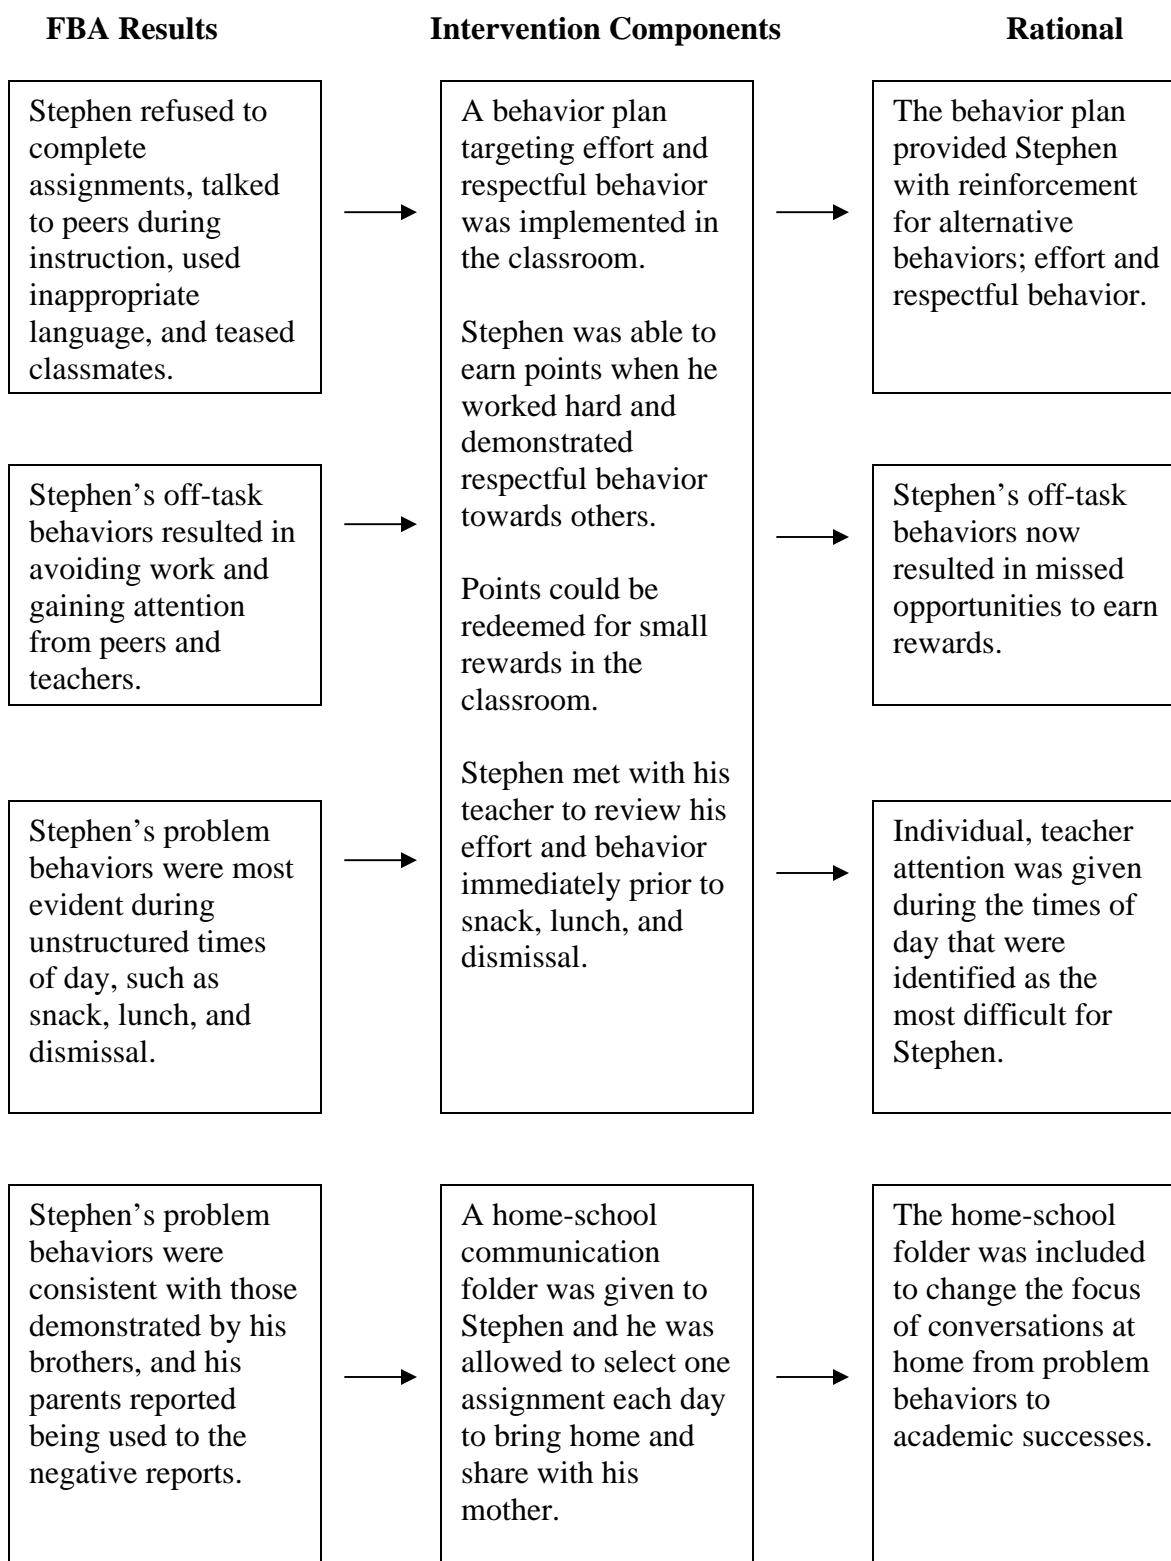 FBA Results
Intervention Components
Rational
Stephen refused to
complete
assignments, talked
to peers during
instruction, used
inappropriate
language, and teased
classmates.
A behavior plan
targeting effort and
respectful behavior
was implemented in
the classroom.
Stephen was able to
earn points when he
worked hard and
demonstrated
respectful behavior
towards others.
Points could be
redeemed for small
rewards in the
classroom.
Stephen met with his
teacher to review his
effort and behavior
immediately prior to
snack, lunch, and
dismissal.
The behavior plan
provided Stephen
with reinforcement
for alternative
behaviors; effort and
respectful behavior.
Stephen’s off-task
behaviors resulted in
avoiding work and
gaining attention
from peers and
teachers.
Stephen’s off-task
behaviors now
resulted in missed
opportunities to earn
rewards.
Stephen’s problem
behaviors were most
evident during
unstructured times
of day, such as
snack, lunch, and
dismissal.
Individual, teacher
attention was given
during the times of
day that were
identified as the
most difficult for
Stephen.
Stephen’s problem
behaviors were
consistent with those
demonstrated by his
brothers, and his
parents reported
being used to the
negative reports.
A home-school
communication
folder was given to
Stephen and he was
allowed to select one
assignment each day
to bring home and
share with his
mother.
The home-school
folder was included
to change the focus
of conversations at
home from problem
behaviors to
academic successes.